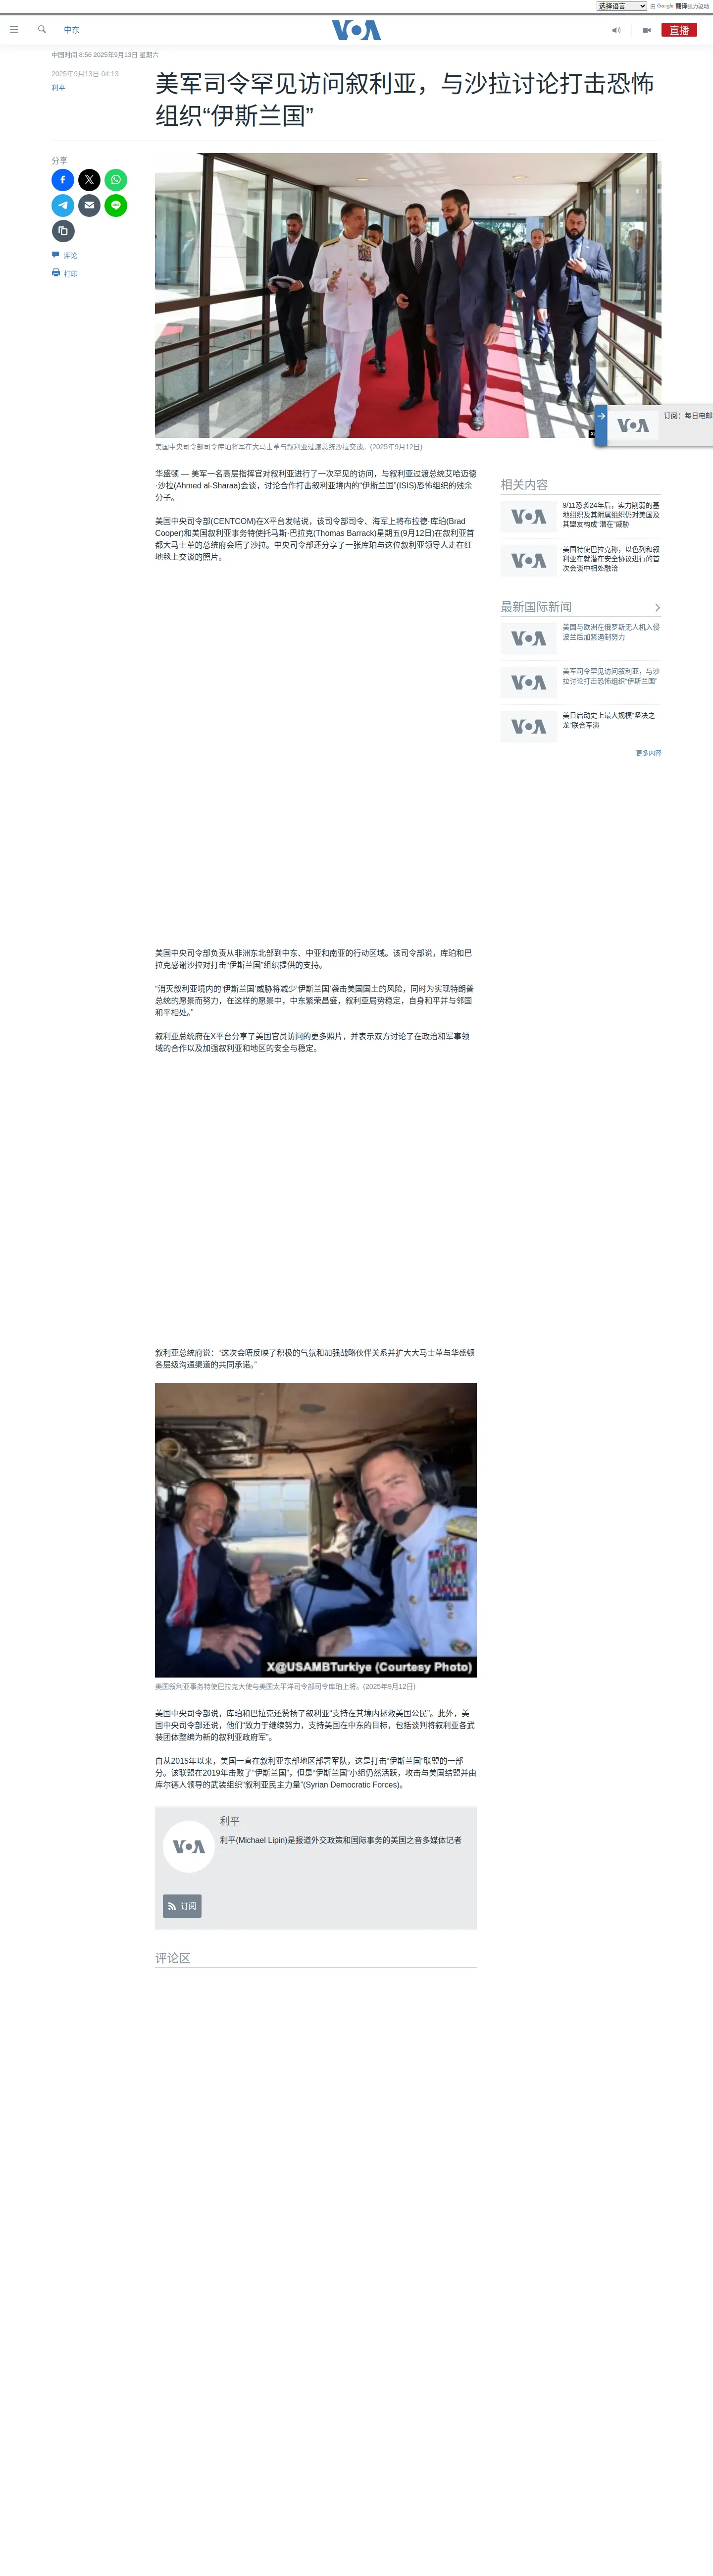 选择语言 由 Google 翻译强力驱动
中东
VOA
直播
中国时间 8:56 2025年9月13日 星期六
2025年9月13日 04:13
利平
美军司令罕见访问叙利亚，与沙拉讨论打击恐怖
组织“伊斯兰国”
分享
评论
打印
美国中央司令部司令库珀将军在大马士革与叙利亚过渡总统沙拉交谈。(2025年9月12日)
VOA
订阅：每日电邮
华盛顿 — 美军一名高层指挥官对叙利亚进行了一次罕见的访问，与叙利亚过渡总统艾哈迈德
·沙拉(Ahmed al-Sharaa)会谈，讨论合作打击叙利亚境内的“伊斯兰国”(ISIS)恐怖组织的残余
分子。
美国中央司令部(CENTCOM)在X平台发帖说，该司令部司令、海军上将布拉德·库珀(Brad
Cooper)和美国叙利亚事务特使托马斯·巴拉克(Thomas Barrack)星期五(9月12日)在叙利亚首
都大马士革的总统府会晤了沙拉。中央司令部还分享了一张库珀与这位叙利亚领导人走在红
地毯上交谈的照片。
相关内容
VOA
9/11恐袭24年后，实力削弱的基
地组织及其附属组织仍对美国及
其盟友构成“潜在”威胁
VOA
美国特使巴拉克称，以色列和叙
利亚在就潜在安全协议进行的首
次会谈中相处融洽
最新国际新闻
VOA
美国与欧洲在俄罗斯无人机入侵
波兰后加紧遏制努力
VOA
美军司令罕见访问叙利亚，与沙
拉讨论打击恐怖组织“伊斯兰国”
VOA
美日启动史上最大规模“坚决之
龙”联合军演
更多内容
美国中央司令部负责从非洲东北部到中东、中亚和南亚的行动区域。该司令部说，库珀和巴
拉克感谢沙拉对打击“伊斯兰国”组织提供的支持。
“消灭叙利亚境内的‘伊斯兰国’威胁将减少‘伊斯兰国’袭击美国国土的风险，同时为实现特朗普
总统的愿景而努力，在这样的愿景中，中东繁荣昌盛，叙利亚局势稳定，自身和平并与邻国
和平相处。”
叙利亚总统府在X平台分享了美国官员访问的更多照片，并表示双方讨论了在政治和军事领
域的合作以及加强叙利亚和地区的安全与稳定。
叙利亚总统府说：“这次会晤反映了积极的气氛和加强战略伙伴关系并扩大大马士革与华盛顿
各层级沟通渠道的共同承诺。”
X@USAMBTurkiye (Courtesy Photo)
美国叙利亚事务特使巴拉克大使与美国太平洋司令部司令库珀上将。(2025年9月12日)
美国中央司令部说，库珀和巴拉克还赞扬了叙利亚“支持在其境内拯救美国公民”。此外，美
国中央司令部还说，他们“致力于继续努力，支持美国在中东的目标，包括谈判将叙利亚各武
装团体整编为新的叙利亚政府军”。
自从2015年以来，美国一直在叙利亚东部地区部署军队，这是打击“伊斯兰国”联盟的一部
分。该联盟在2019年击败了“伊斯兰国”，但是“伊斯兰国”小组仍然活跃，攻击与美国结盟并由
库尔德人领导的武装组织“叙利亚民主力量”(Syrian Democratic Forces)。
VOA
利平
利平(Michael Lipin)是报道外交政策和国际事务的美国之音多媒体记者
订阅
评论区